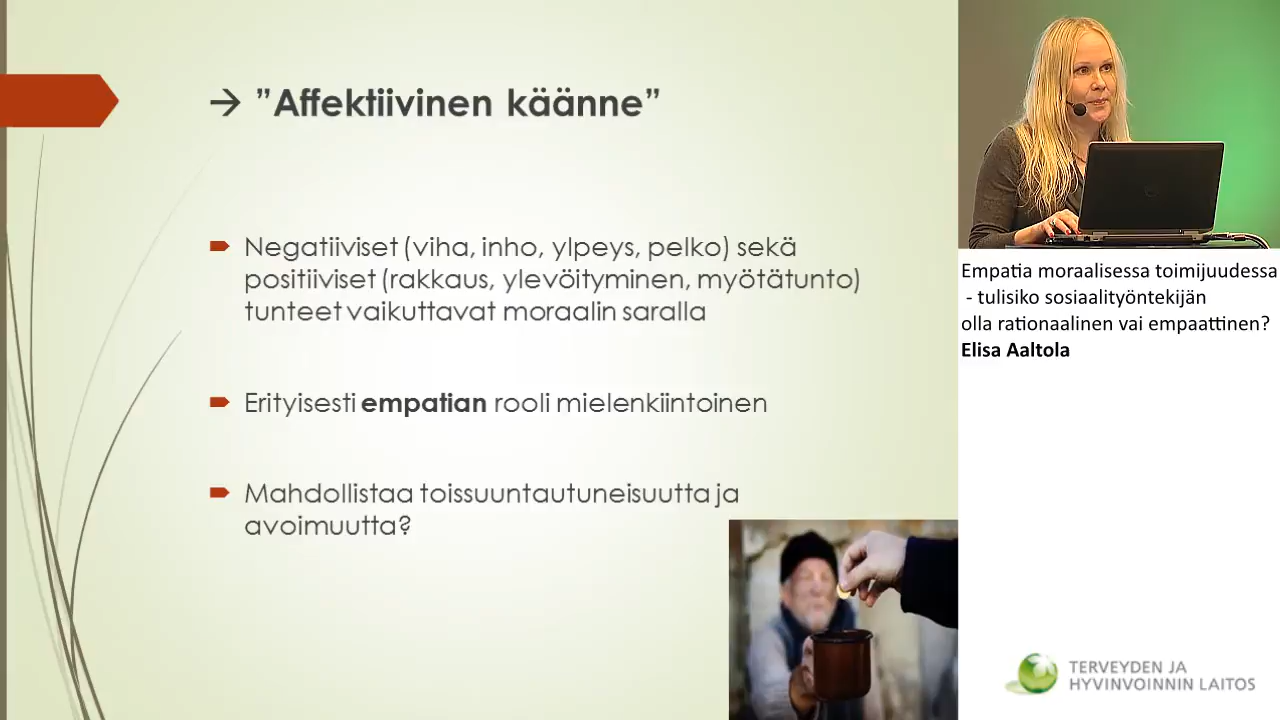 → ”Affektiivinen käänne”
Negatiiviset (viha, inho, ylpeys, pelko) sekä
positiiviset (rakkaus, ylevöityminen, myötätunto)
tunteet vaikuttavat moraalin saralla
Erityisesti empatian rooli mielenkiintoinen
Mahdollistaa toissuuntautuneisuutta ja
avoimuutta?
Empatia moraalisessa toimijuudessa
- tulisiko sosiaalityöntekijän
olla rationaalinen vai empaattinen?
Elisa Aaltola
TERVEYDEN JA
HYVINVOINNIN LAITOS